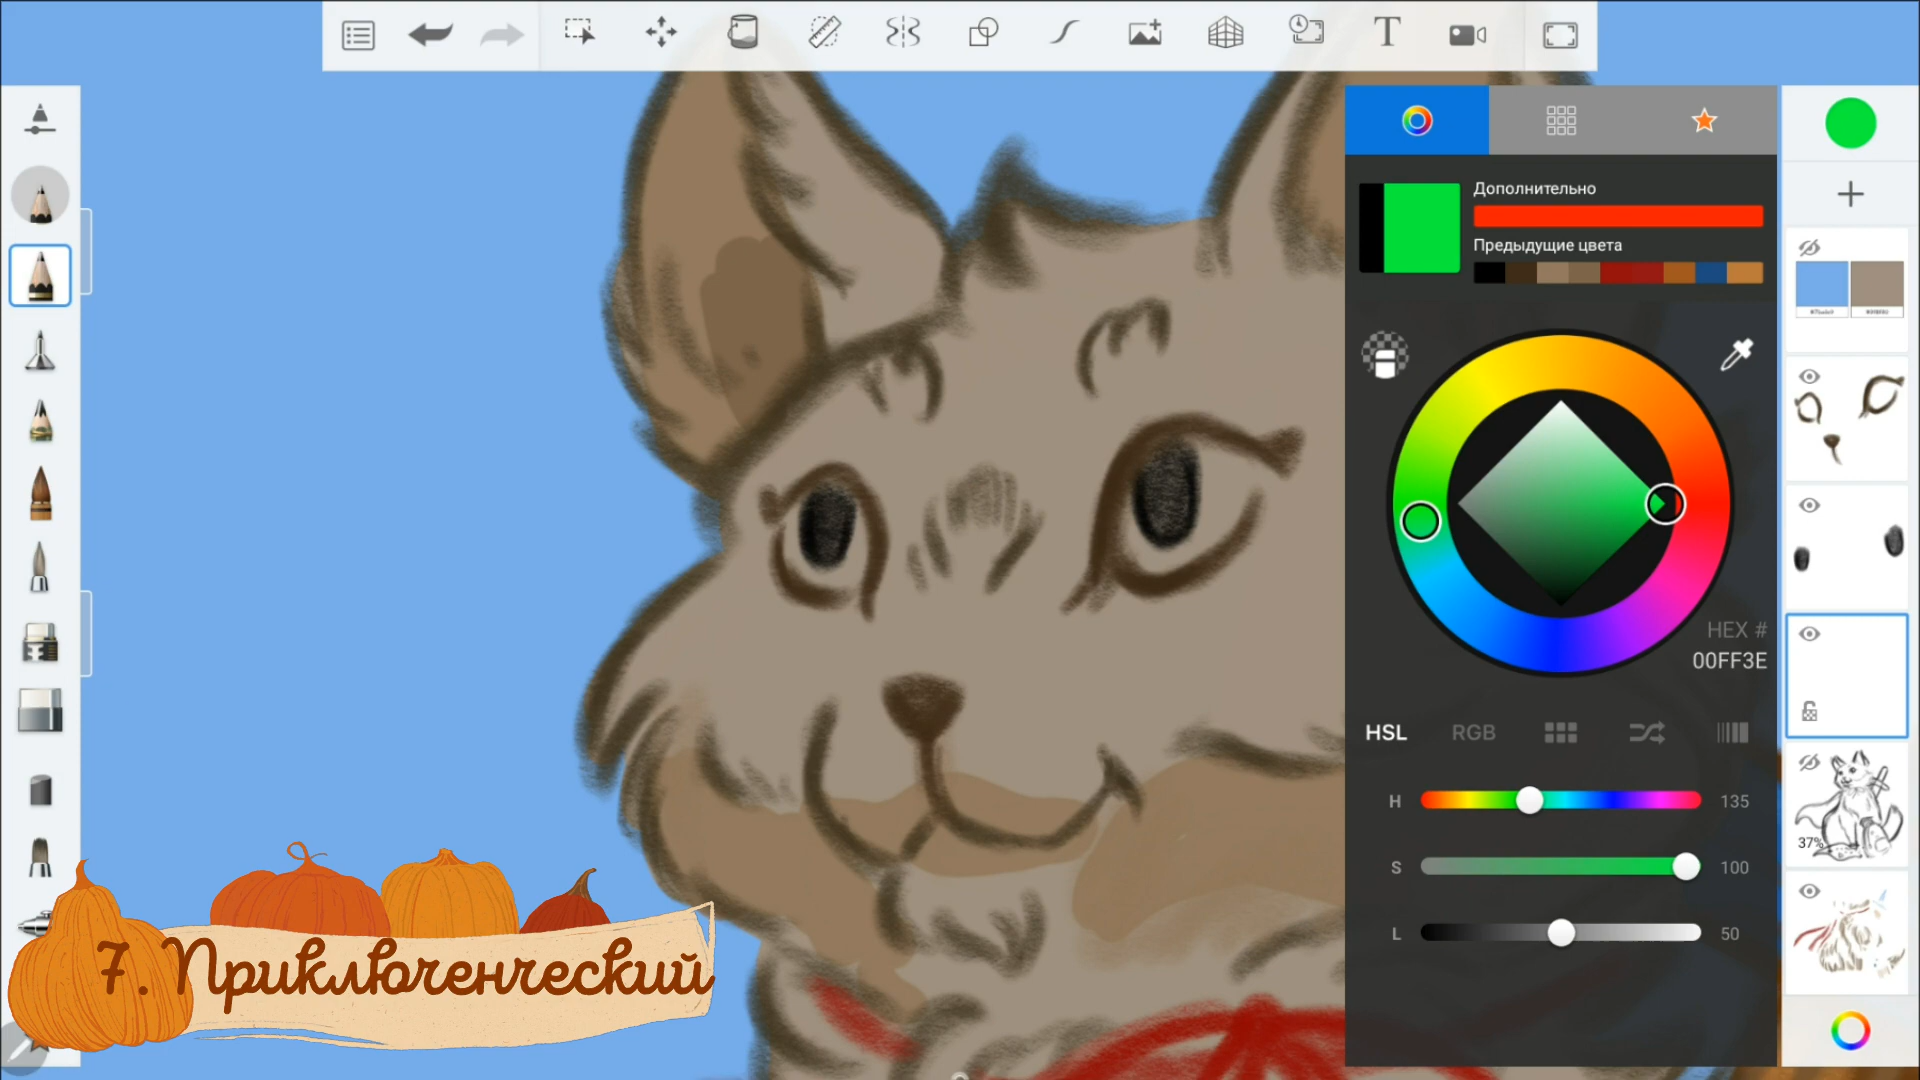 T
Дополнительно
Предыдущие цвета
HEX #
00FF3E
HSL RGB
H 135
S 100
L 50
37%
7. Приключенческий